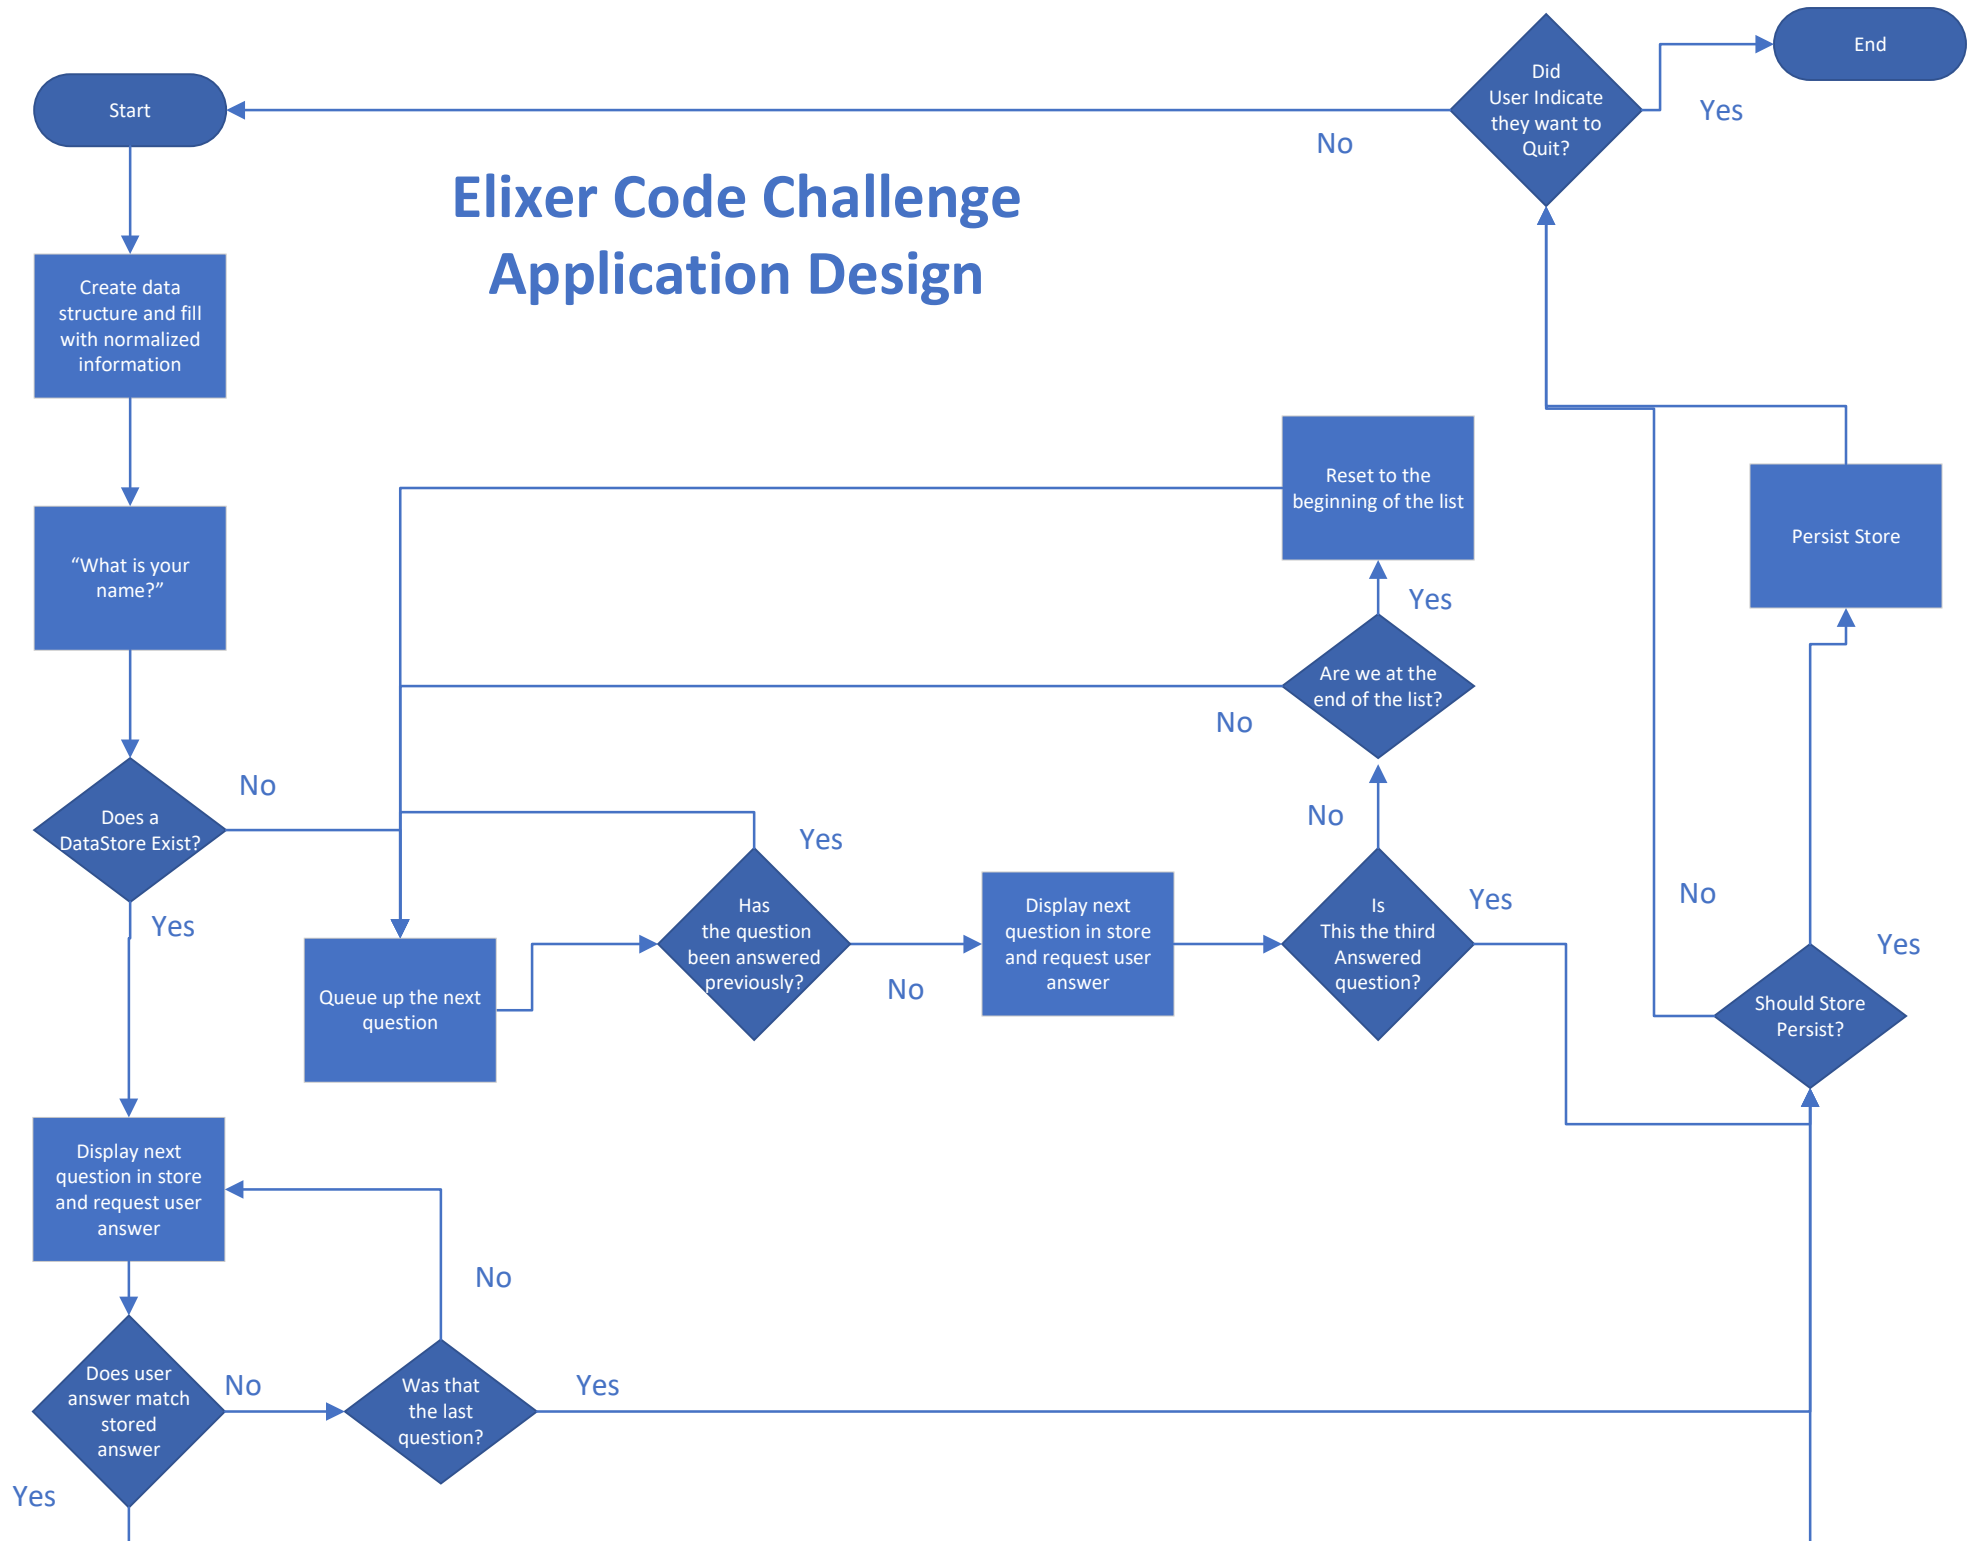 Start
Did
User Indicate
they want to
Quit?
End
Yes
No
Elixer Code Challenge
Application Design
Create data
structure and fill
with normalized
information
“What is your
name?”
Reset to the
beginning of the list
Persist Store
Yes
Are we at the
end of the list?
No
No
Does a
DataStore Exist?
Yes
Yes
No
Has
the question
been answered
previously?
No
Display next
question in store
and request user
answer
Is
This the third
Answered
question?
Yes
No
Yes
Queue up the next
question
Should Store
Persist?
Display next
question in store
and request user
answer
No
Does user
answer match
stored
answer
No
Was that
the last
question?
Yes
Yes